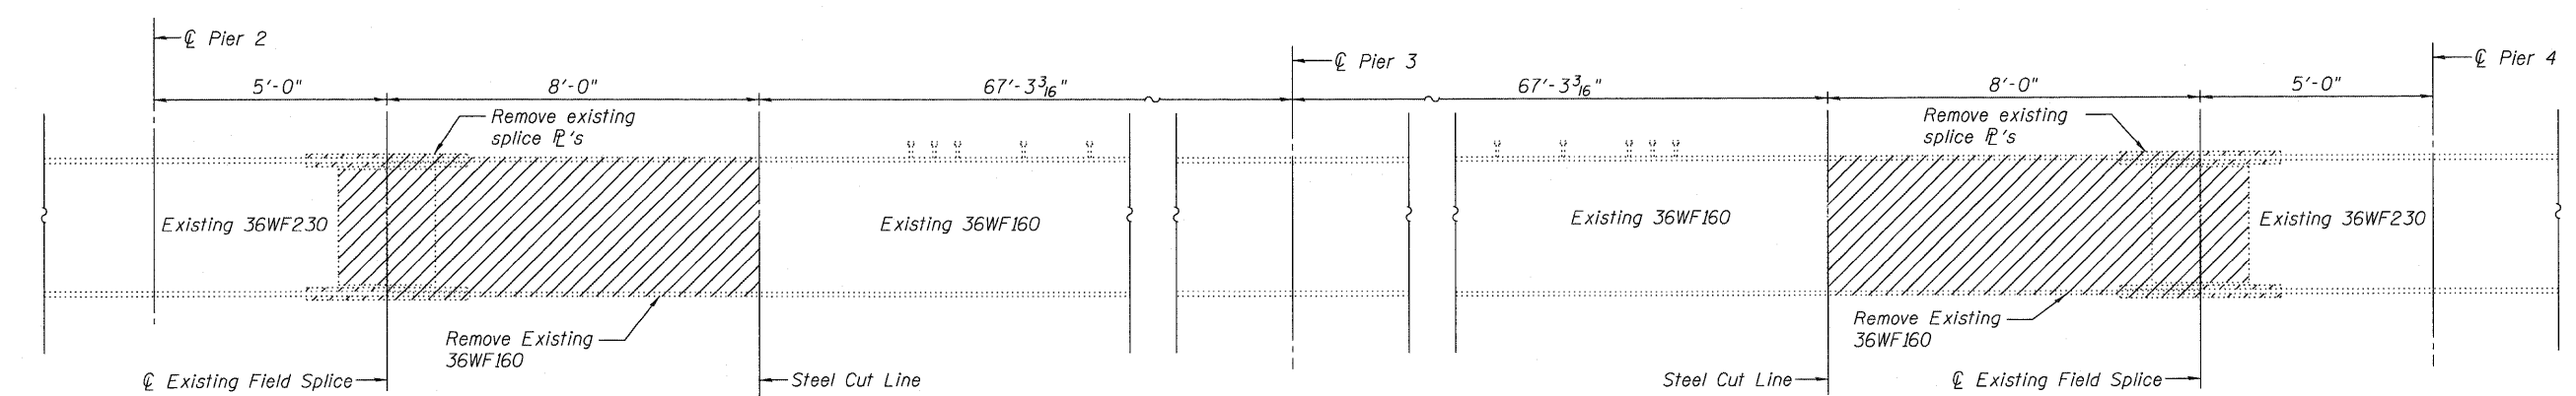 ℄ Pier 2
℄ Pier 3
℄ Pier 4
5'-0"
8'-0"
67'-3 3/16"
67'-3 3/16"
8'-0"
5'-0"
Remove existing
splice ℙ's
Remove existing
splice ℙ's
Existing 36WF230
Existing 36WF160
Existing 36WF160
Existing 36WF230
Remove Existing
36WF160
Remove Existing
36WF160
℄ Existing Field Splice
Steel Cut Line
Steel Cut Line
℄ Existing Field Splice